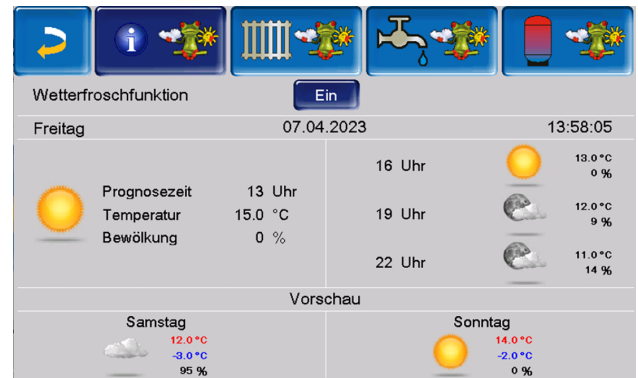 i
Wetterfroschfunktion Ein
Freitag 07.04.2023 13:58:05
Prognosezeit 13 Uhr
Temperatur 15.0 °C
Bewölkung 0 %
16 Uhr 13.0°C
0 %
19 Uhr 12.0°C
9 %
22 Uhr 11.0°C
14 %
Vorschau
Samstag
12.0°C
-3.0°C
95 %
Sonntag
14.0°C
-2.0°C
0 %